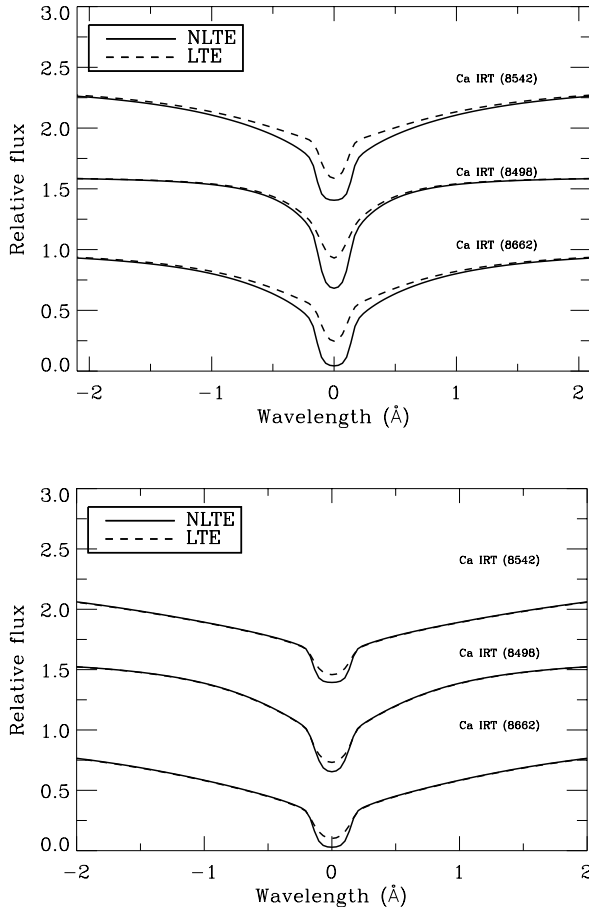 3.0
NLTE
LTE
Ca IRT (8542)
2.5
2.0
Ca IRT (8498)
1.5
Ca IRT (8662)
1.0
0.5
0.0
Relative flux
−2
−1
0
1
2
Wavelength (Å)
3.0
NLTE
LTE
Ca IRT (8542)
2.5
2.0
Ca IRT (8498)
1.5
Ca IRT (8662)
1.0
0.5
0.0
Relative flux
−2
−1
0
1
2
Wavelength (Å)